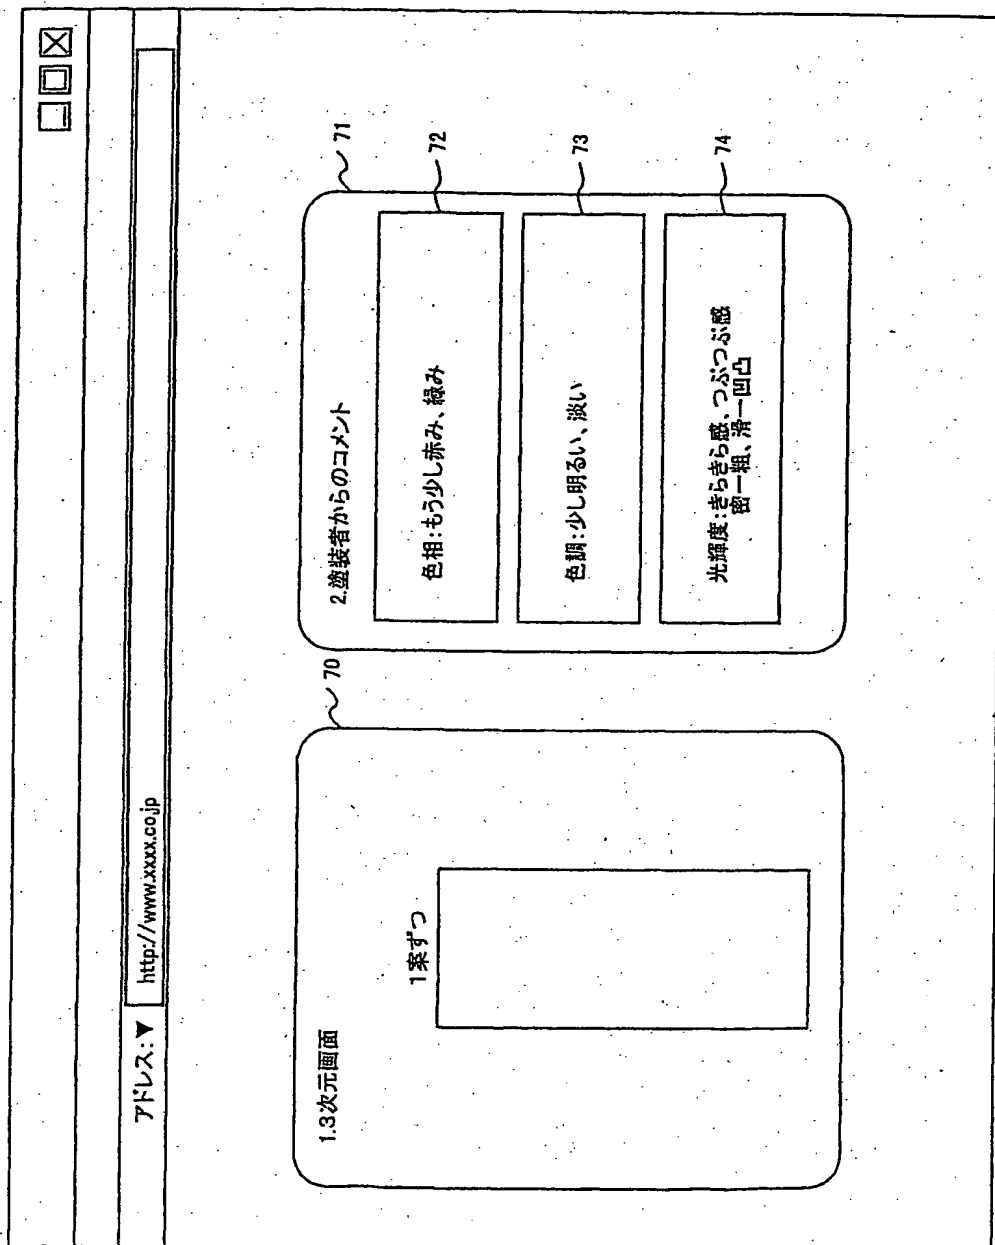 アドレス:▼ http://www.xxxx.co.jp
1.3次元画面
70
1案ずつ
2.塗装者からのコメント
71
色相:もう少し赤み、緑み
72
色調:少し明るい、淡い
73
光輝度:きらきら感、つぶつぶ感
密ー粗、滑ー凹凸
74